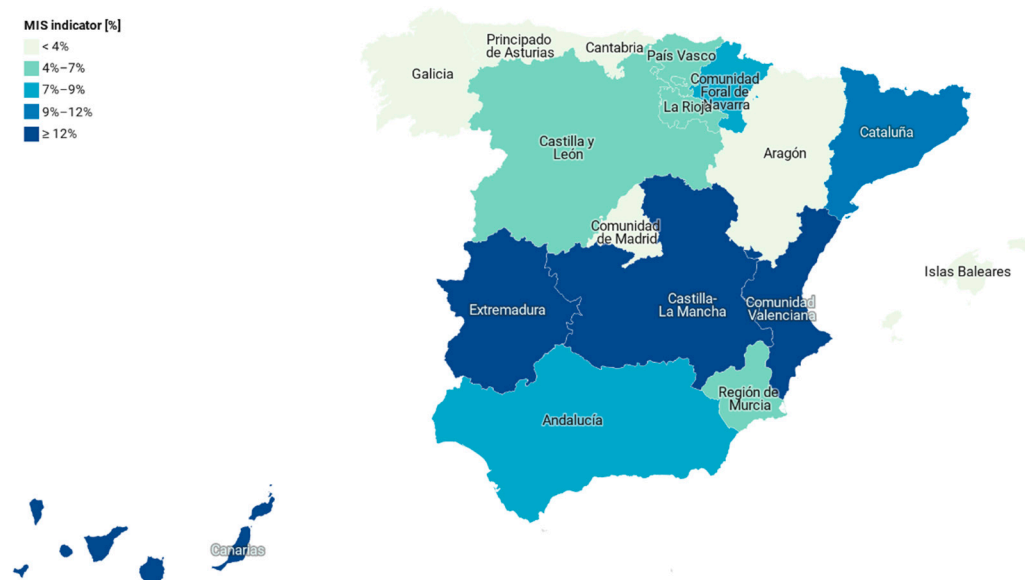 MIS indicator [%]
< 4%
4%–7%
7%–9%
9%–12%
≥ 12%
Galicia
Principado
de Asturias
Cantabria
País Vasco
Comunidad
Foral de
Navarra
La Rioja
Castilla y
León
Aragón
Cataluña
Comunidad
de Madrid
Islas Baleares
Extremadura
Castilla-
La Mancha
Comunidad
Valenciana
Región de
Murcia
Andalucía
Canarias